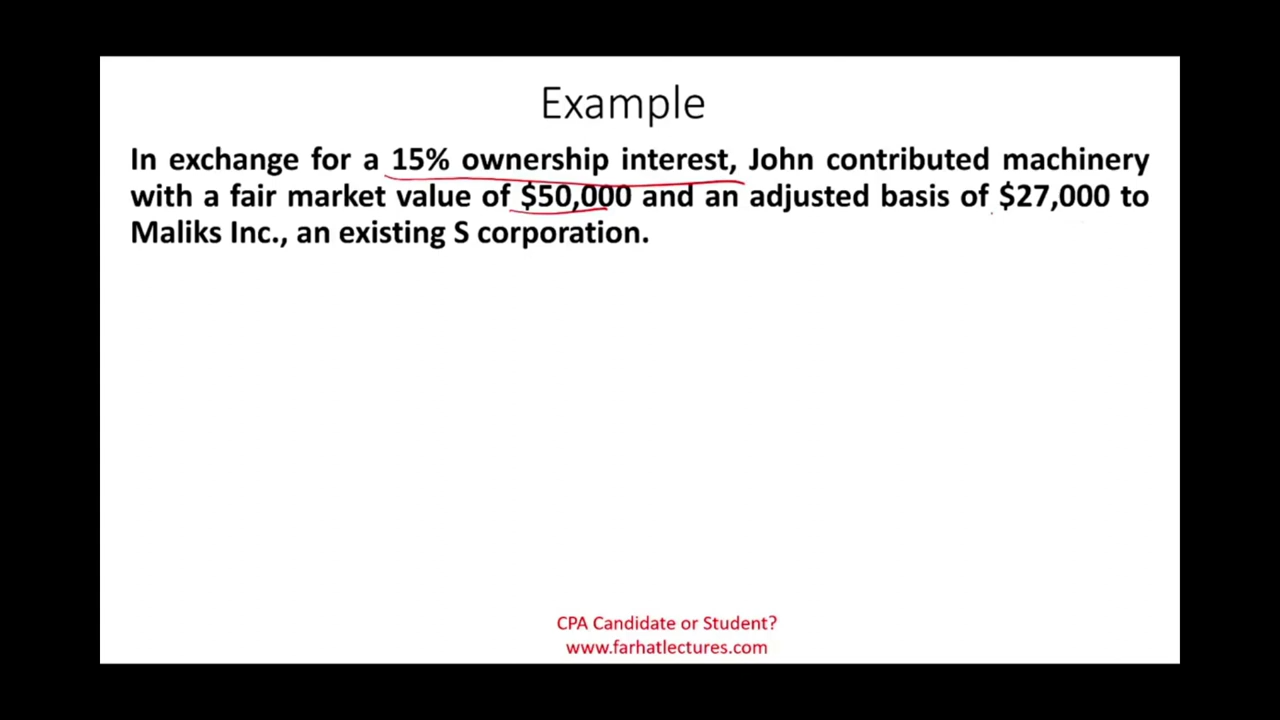 Example
In exchange for a 15% ownership interest, John contributed machinery
with a fair market value of $50,000 and an adjusted basis of $27,000 to
Maliks Inc., an existing S corporation.
CPA Candidate or Student?
www.farhatlectures.com